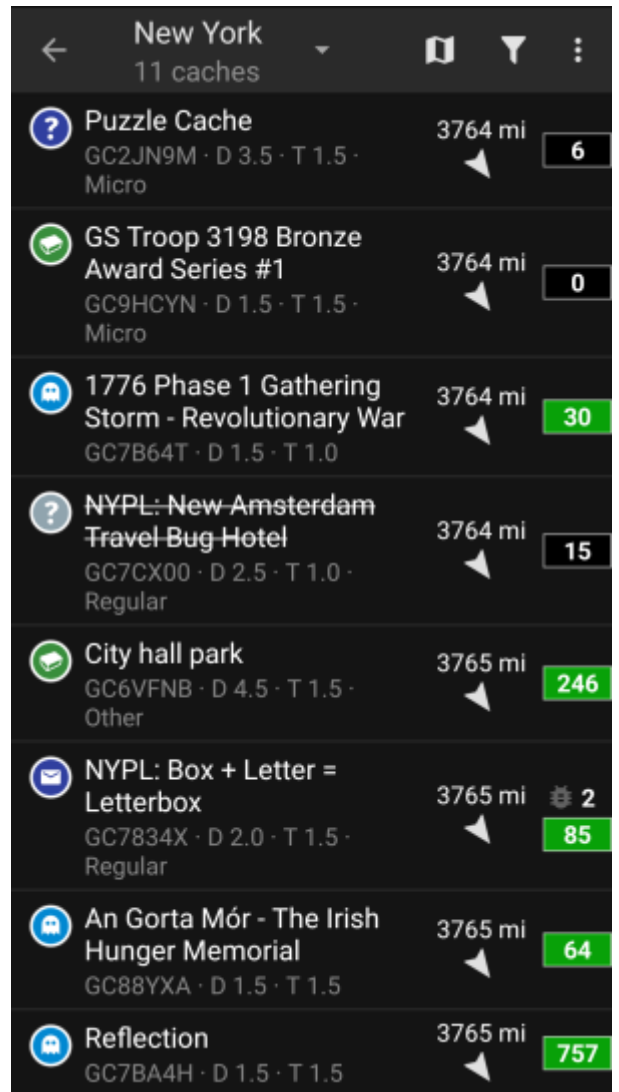 New York
11 caches
Puzzle Cache
GC2JN9M · D 3.5 · T 1.5 ·
Micro
3764 mi
6
GS Troop 3198 Bronze
Award Series #1
GC9HCYN · D 1.5 · T 1.5 ·
Micro
3764 mi
0
1776 Phase 1 Gathering
Storm - Revolutionary War
GC7B64T · D 1.5 · T 1.0
3764 mi
30
NYPL: New Amsterdam
Travel Bug Hotel
GC7CX00 · D 2.5 · T 1.0 ·
Regular
3764 mi
15
City hall park
GC6VFNB · D 4.5 · T 1.5 ·
Other
3765 mi
246
NYPL: Box + Letter =
Letterbox
GC7834X · D 2.0 · T 1.5 ·
Regular
3765 mi
2
85
An Gorta Mór - The Irish
Hunger Memorial
GC88YXA · D 1.5 · T 1.5
3765 mi
64
Reflection
GC7BA4H · D 1.5 · T 1.5
3765 mi
757